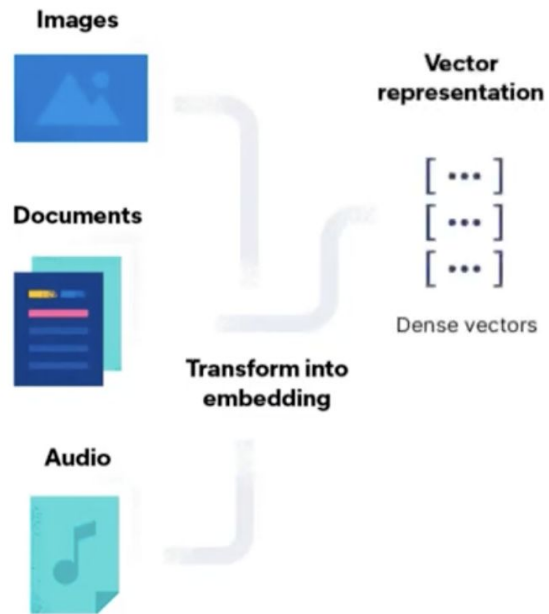 Images
Vector
representation
Documents
[ ••• ]
[ ••• ]
[ ••• ]
Dense vectors
Transform into
embedding
Audio